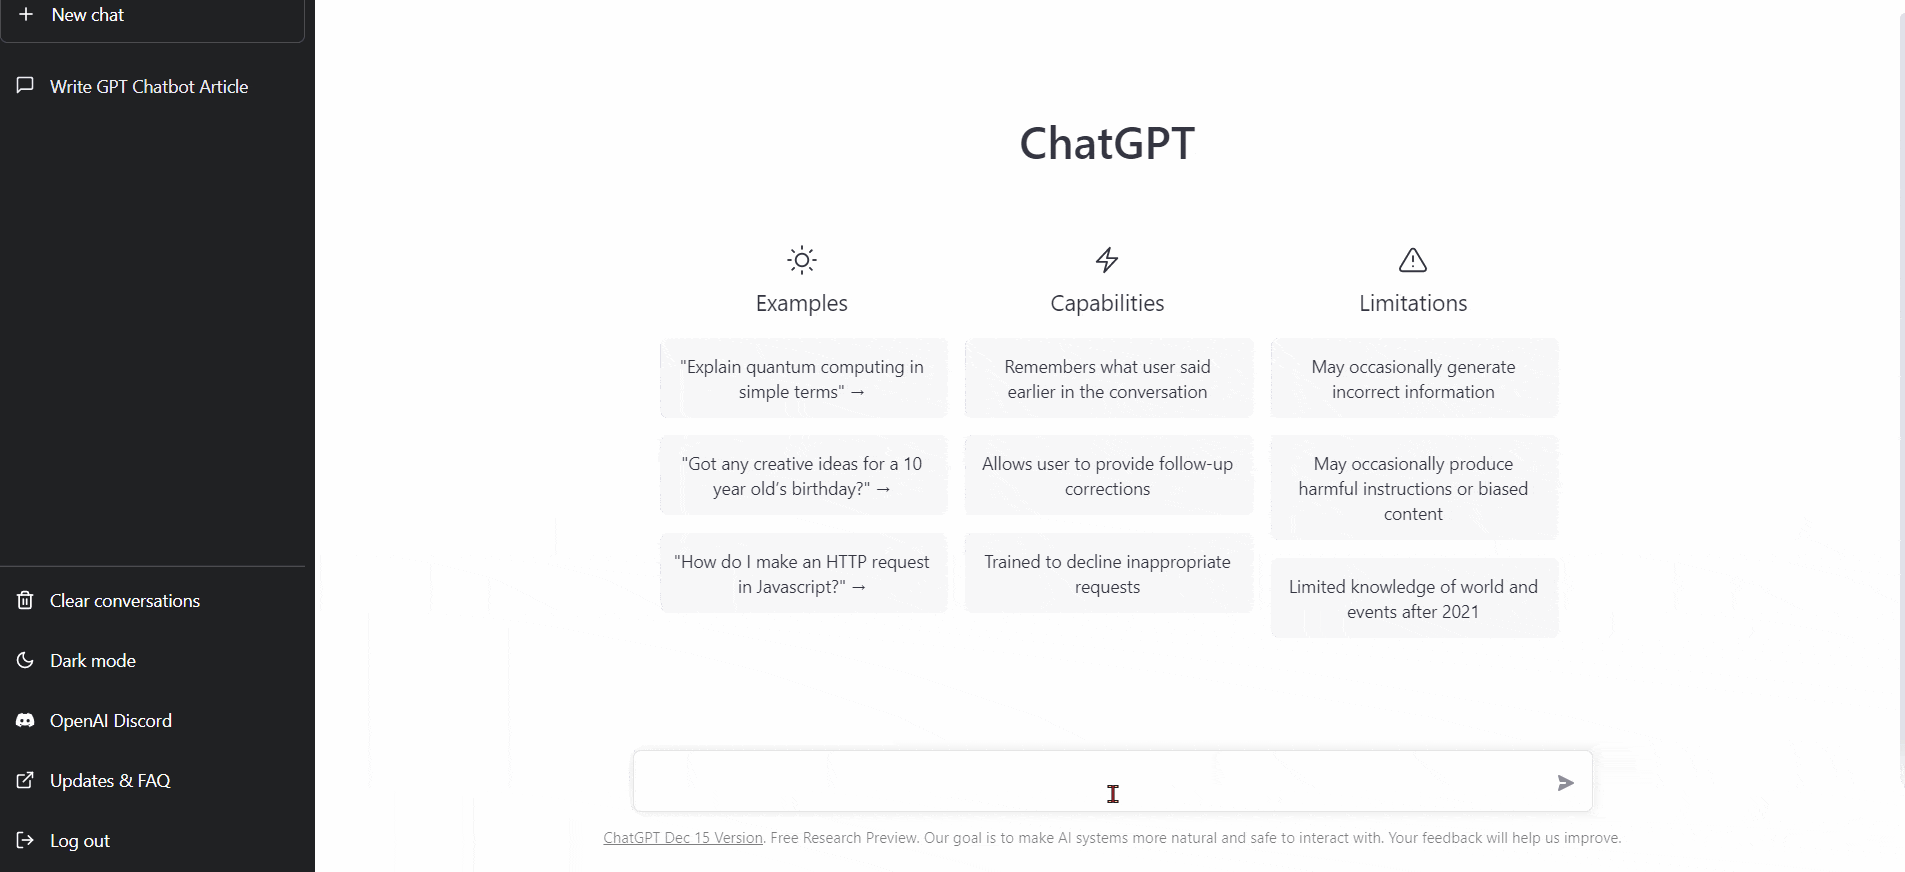 New chat
Write GPT Chatbot Article
Clear conversations
Dark mode
OpenAI Discord
Updates & FAQ
Log out
ChatGPT
Examples
"Explain quantum computing in
simple terms" →
"Got any creative ideas for a 10
year old’s birthday?" →
"How do I make an HTTP request
in Javascript?" →
Capabilities
Remembers what user said
earlier in the conversation
Allows user to provide follow-up
corrections
Trained to decline inappropriate
requests
Limitations
May occasionally generate
incorrect information
May occasionally produce
harmful instructions or biased
content
Limited knowledge of world and
events after 2021
ChatGPT Dec 15 Version. Free Research Preview. Our goal is to make AI systems more natural and safe to interact with. Your feedback will help us improve.